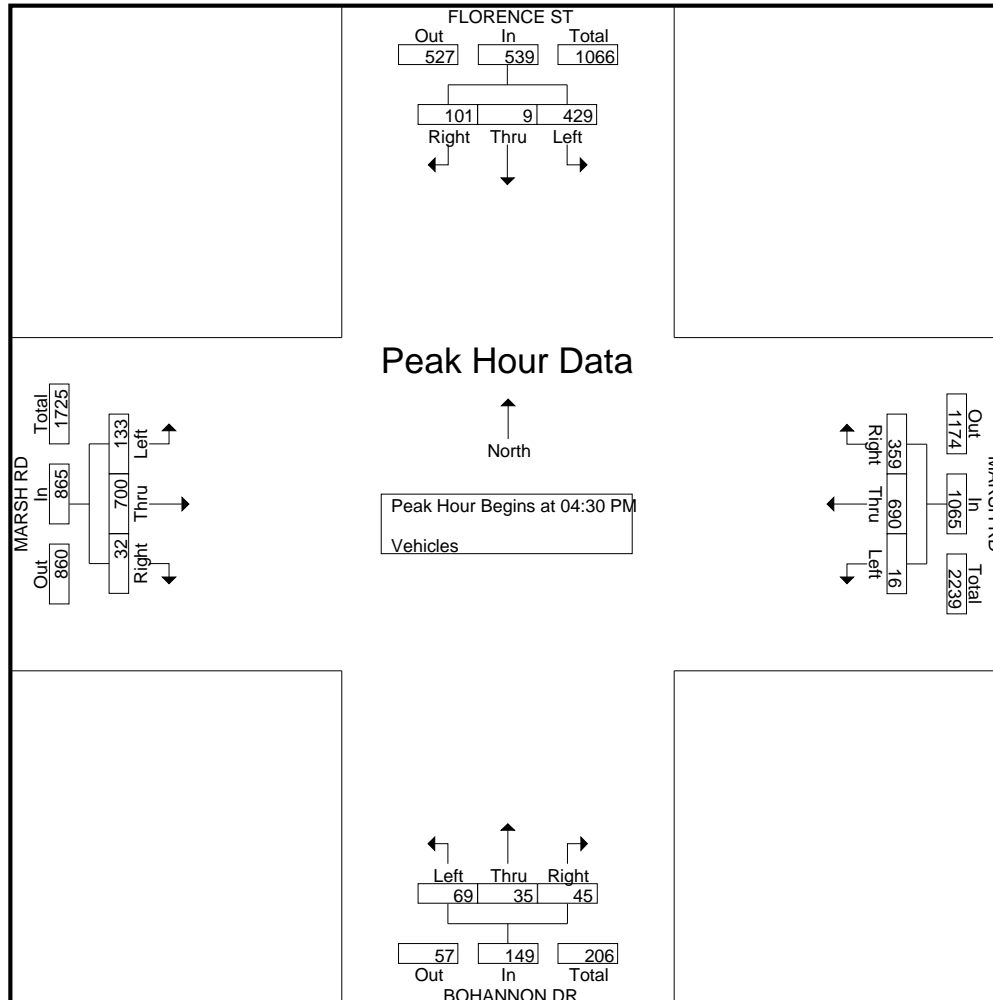 FLORENCE ST
Out In Total
527 539 1066
101 9 429
Right Thru Left
Peak Hour Data
North
Peak Hour Begins at 04:30 PM
Vehicles
MARSH RD
Out In Total
860 865 1725
Right Thru Left
32 700 133
MARSH RD
Out In Total
1174 1065 2239
Right Thru Left
359 690 16
Left Thru Right
69 35 45
57 149 206
Out In Total
BOHANNON DR